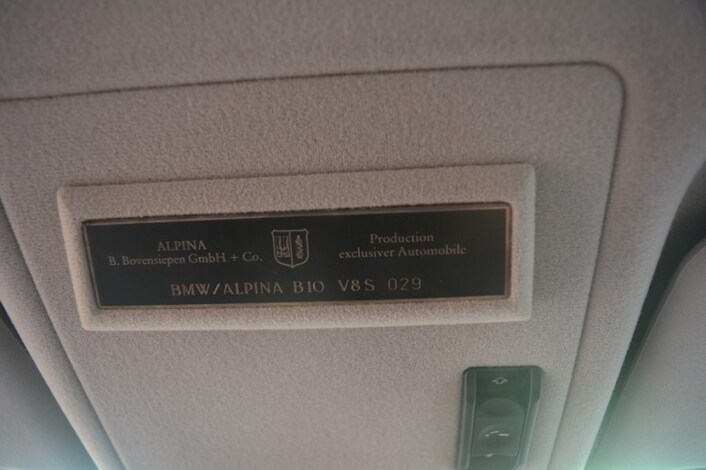 ALPINA
B. Bovensiepen GmbH + Co.
Production
exclusiver Automobile
BMW/ALPINA B10 V8S 029